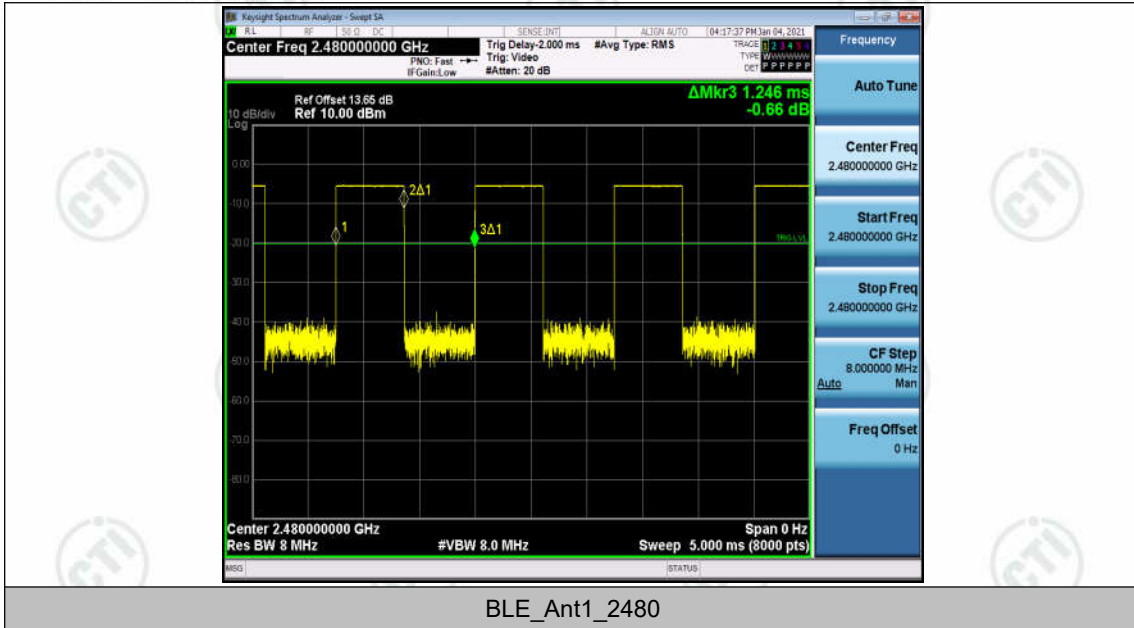 Keysight Spectrum Analyzer - Swept SA
RL RF 50 Ω DC SENSE:INT ALIGN AUTO 04:17:37 PM Jan 04, 2021
Center Freq 2.480000000 GHz
PNO: Fast
IFGain:Low
Trig Delay-2.000 ms
Trig: Video
#Atten: 20 dB
#Avg Type: RMS
TRACE 1 2 3 4 5 6
TYPE
DET P P P P P P
Frequency
ΔMkr3 1.246 ms
-0.66 dB
Ref Offset 13.65 dB
10 dB/div Ref 10.00 dBm
Log
0.00
-10.0
-20.0
-30.0
-40.0
-50.0
-60.0
-70.0
-80.0
1
2Δ1
3Δ1
TRIG LVL
Center 2.480000000 GHz Span 0 Hz
Res BW 8 MHz #VBW 8.0 MHz Sweep 5.000 ms (8000 pts)
MSG STATUS
Auto Tune
Center Freq
2.480000000 GHz
Start Freq
2.480000000 GHz
Stop Freq
2.480000000 GHz
CF Step
8.000000 MHz
Auto Man
Freq Offset
0 Hz
CTI
CTI
CTI
CTI
BLE_Ant1_2480